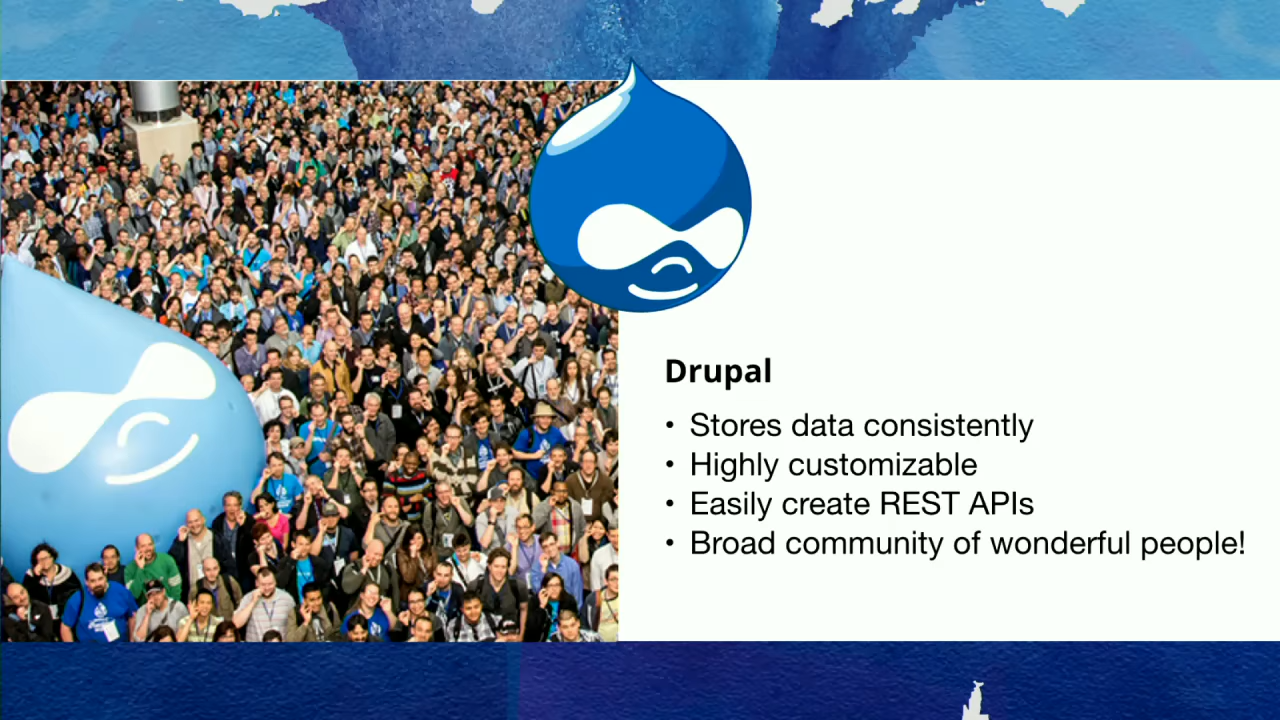 Drupal
• Stores data consistently
• Highly customizable
• Easily create REST APIs
• Broad community of wonderful people!